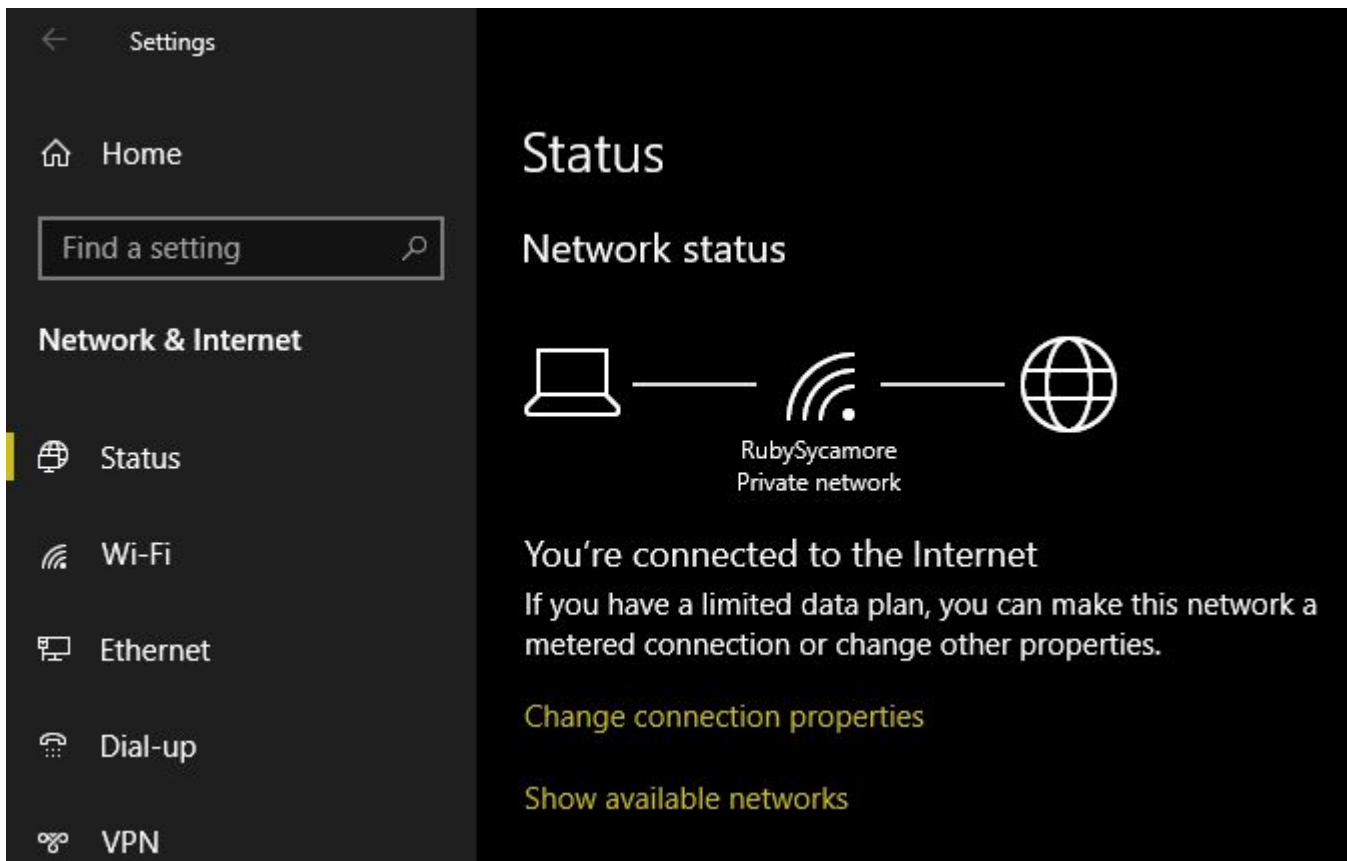 Settings
Home
Find a setting
Network & Internet
Status
Wi-Fi
Ethernet
Dial-up
VPN
Status
Network status
RubySycamore
Private network
You're connected to the Internet
If you have a limited data plan, you can make this network a
metered connection or change other properties.
Change connection properties
Show available networks